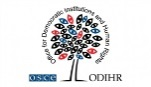 Office for Democratic Institutions and Human Rights
osce ODIHR